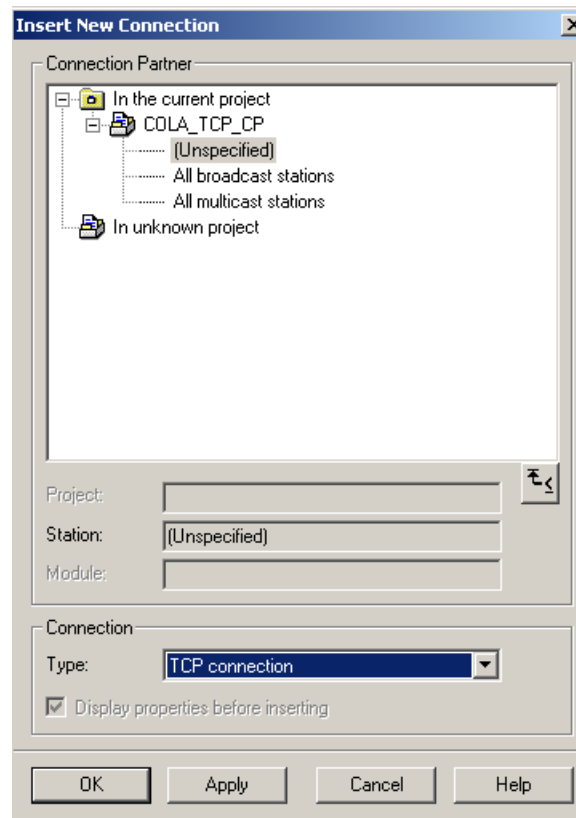 Insert New Connection
Connection Partner
In the current project
COLA_TCP_CP
(Unspecified)
All broadcast stations
All multicast stations
In unknown project
Project:
Station: (Unspecified)
Module:
Connection
Type: TCP connection
Display properties before inserting
OK Apply Cancel Help